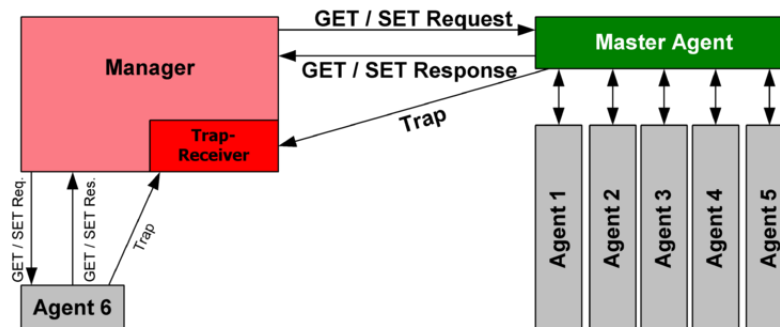 GET / SET Request
Master Agent
Manager
GET / SET Response
Trap
Trap-
Receiver
GET / SET Req.
GET / SET Res.
Trap
Agent 1
Agent 2
Agent 3
Agent 4
Agent 5
Agent 6